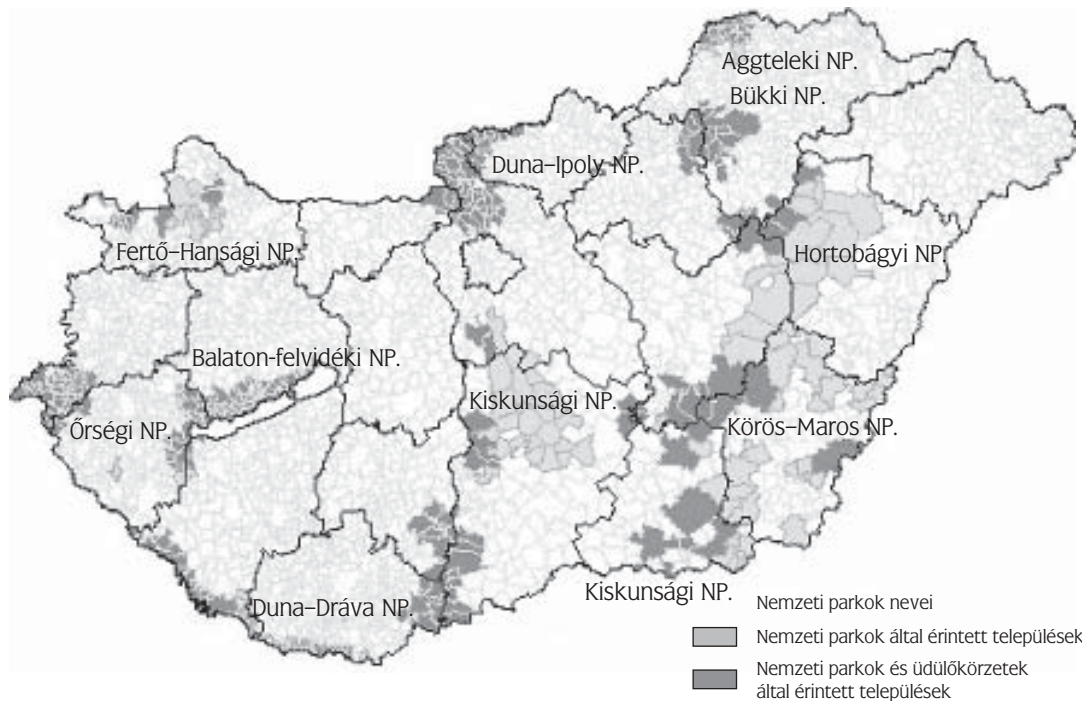 Aggteleki NP.
Bükki NP.
Duna–Ipoly NP.
Fertő–Hansági NP.
Hortobágyi NP.
Balaton-felvidéki NP.
Kiskunsági NP.
Őrségi NP.
Körös–Maros NP.
Duna–Dráva NP.
Kiskunsági NP.
Nemzeti parkok nevei
Nemzeti parkok által érintett települések
Nemzeti parkok és üdülőkörzetek
által érintett települések